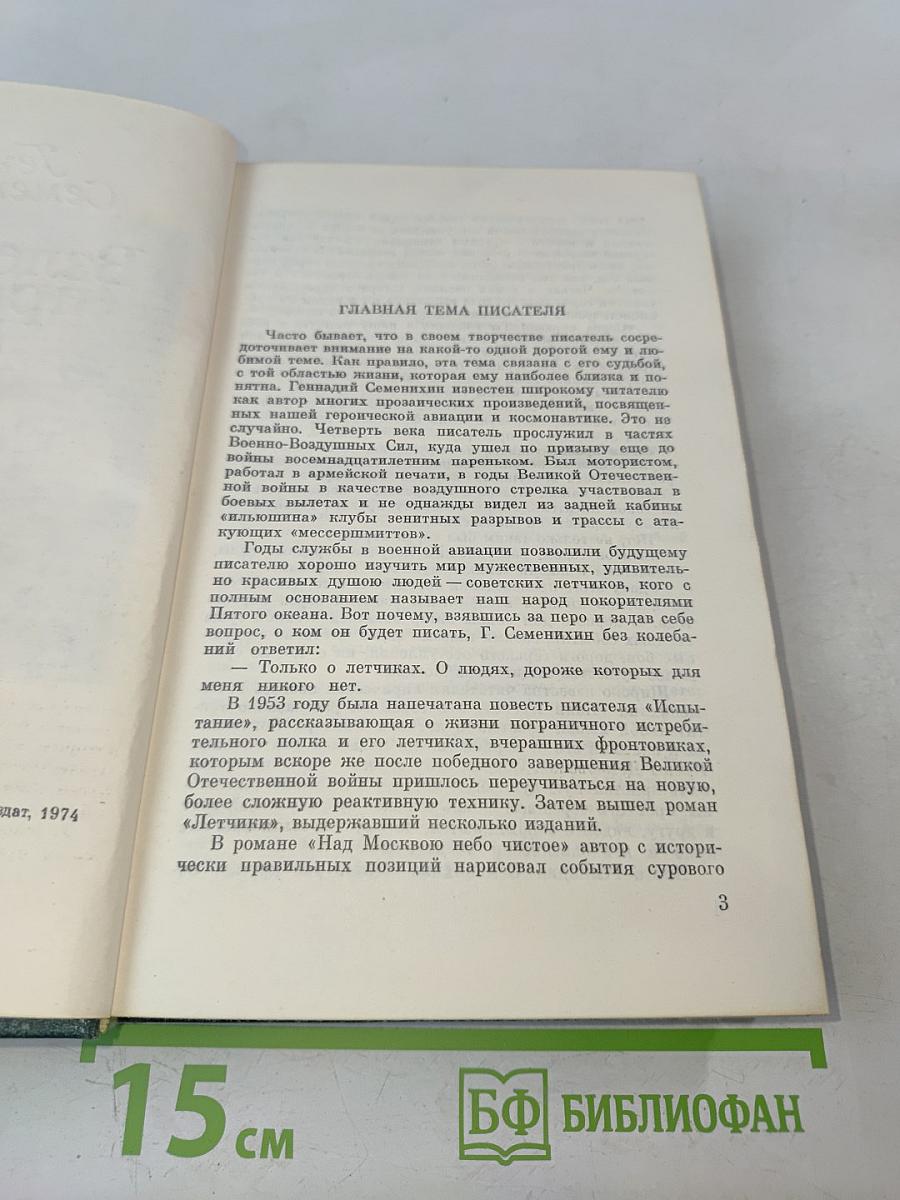 здат, 1974
ГЛАВНАЯ ТЕМА ПИСАТЕЛЯ
Часто бывает, что в своем творчестве писатель сосре-
доточивает внимание на какой-то одной дорогой ему и лю-
бимой теме. Как правило, эта тема связана с его судьбой,
с той областью жизни, которая ему наиболее близка и по-
нятна. Геннадий Семенихин известен широкому читателю
как автор многих прозаических произведений, посвящен-
ных нашей героической авиации и космонавтике. Это не
случайно. Четверть века писатель прослужил в частях
Военно-Воздушных Сил, куда ушел по призыву еще до
войны восемнадцатилетним пареньком. Был мотористом,
работал в армейской печати, в годы Великой Отечествен-
ной войны в качестве воздушного стрелка участвовал в
боевых вылетах и не однажды видел из задней кабины
«ильюшина» клубы зенитных разрывов и трассы с ата-
кующих «мессершмиттов».
Годы службы в военной авиации позволили будущему
писателю хорошо изучить мир мужественных, удивитель-
но красивых душою людей — советских летчиков, кого с
полным основанием называет наш народ покорителями
Пятого океана. Вот почему, взявшись за перо и задав себе
вопрос, о ком он будет писать, Г. Семенихин без колеба-
ний ответил:
— Только о летчиках. О людях, дороже которых для
меня никого нет.
В 1953 году была напечатана повесть писателя «Испы-
тание», рассказывающая о жизни пограничного истреби-
тельного полка и его летчиках, вчерашних фронтовиках,
которым вскоре же после победного завершения Великой
Отечественной войны пришлось переучиваться на новую,
более сложную реактивную технику. Затем вышел роман
«Летчики», выдержавший несколько изданий.
В романе «Над Москвою небо чистое» автор с истори-
чески правильных позиций нарисовал события сурового
3
15 см
БФ БИБЛИОФАН